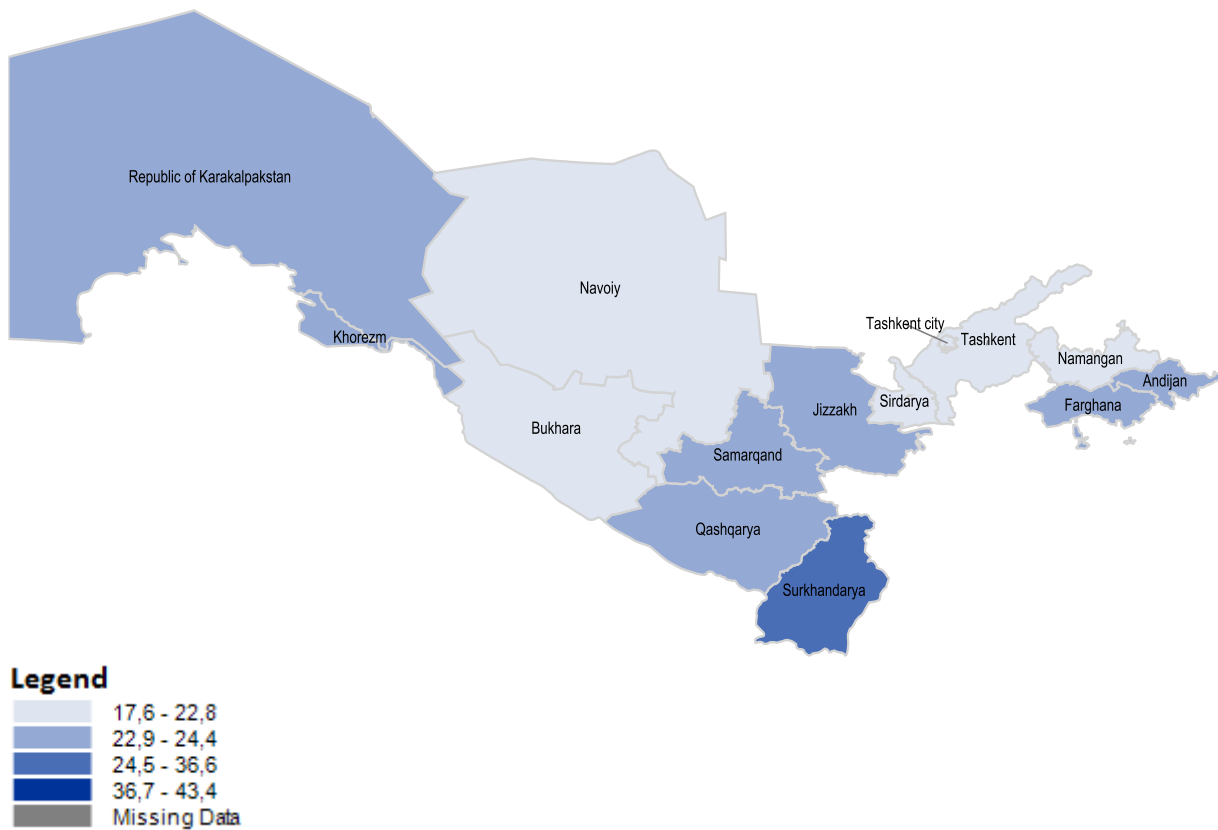 Republic of Karakalpakstan
Navoiy
Tashkent city
Khorezm
Tashkent
Namangan
Andijan
Sirdarya
Farghana
Jizzakh
Bukhara
Samarqand
Qashqarya
Surkhandarya
Legend
17,6 - 22,8
22,9 - 24,4
24,5 - 36,6
36,7 - 43,4
Missing Data